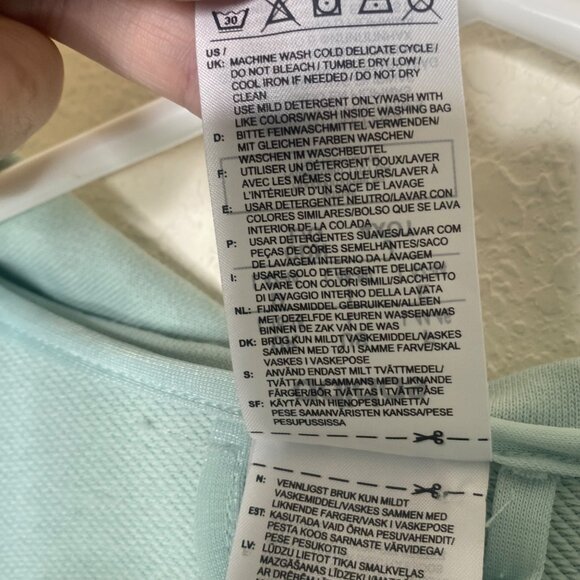 30
US /
UK: MACHINE WASH COLD DELICATE CYCLE/
DO NOT BLEACH / TUMBLE DRY LOW /
COOL IRON IF NEEDED / DO NOT DRY
CLEAN
USE MILD DETERGENT ONLY/WASH WITH
LIKE COLORS/WASH INSIDE WASHING BAG
D: BITTE FEINWASCHMITTEL VERWENDEN/
MIT GLEICHEN FARBEN WASCHEN/
WASCHEN IM WASCHBEUTEL
F: UTILISER UN DÉTERGENT DOUX/LAVER
AVEC LES MÊMES COULEURS/LAVER À
L'INTÉRIEUR D'UN SACE DE LAVAGE
E: USAR DETERGENTE NEUTRO/LAVAR CON
COLORES SIMILARES/BOLSO QUE SE LAVA
INTERIOR DE LA COLADA
P: USAR DETERGENTES SUAVES/LAVAR COM
PEÇAS DE CÔRES SEMELHANTES/SACO
DE LAVAGEM INTERNO DA LAVAGEM
I: USARE SOLO DETERGENTE DELICATO/
LAVARE CON COLORI SIMILI/SACCHETTO
DI LAVAGGIO INTERNO DELLA LAVATA
NL: FIJNWASMIDDEL GEBRUIKEN/ALLEEN
MET DEZELFDE KLEUREN WASSEN/WAS
BINNEN DE ZAK VAN DE WAS
DK: BRUG KUN MILDT VASKEMIDDEL/VASKES
SAMMEN MED TØJ I SAMME FARVE/SKAL
VASKES I VASKEPOSE
S: ANVÄND ENDAST MILT TVÄTTMEDEL/
TVÄTTA TILLSAMMANS MED LIKNANDE
FÄRGER/BÖR TVÄTTAS I TVÄTTPÅSE
SF: KÄYTÄ VAIN HIENOPESUAINETTA/
PESE SAMANVÄRISTEN KANSSA/PESE
PESUPUSSISSA
N: VENNLIGST BRUK KUN MILDT
VASKEMIDDEL/VASKES SAMMEN MED
LIKNENDE FARGER/VASK I VASKEPOSE
EST: KASUTADA VAID ÕRNA PESUVAHENDIT/
PESTA KOOS SARNASTE VÄRVIDEGA/
PESE PESUKOTIS
LV: LŪDZU LIETOT TIKAI SMALKVEĻAS
MAZGĀŠANAS LĪDZEKLI/MAZGĀT